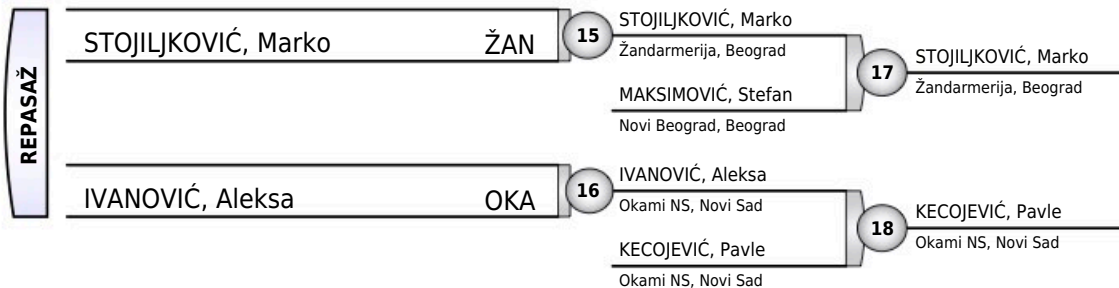 REPASAŽ
STOJILJKOVIĆ, Marko ŽAN
15
STOJILJKOVIĆ, Marko
Žandarmerija, Beograd
MAKSIMOVIĆ, Stefan
Novi Beograd, Beograd
17
STOJILJKOVIĆ, Marko
Žandarmerija, Beograd
IVANOVIĆ, Aleksa OKA
16
IVANOVIĆ, Aleksa
Okami NS, Novi Sad
KECOJEVIĆ, Pavle
Okami NS, Novi Sad
18
KECOJEVIĆ, Pavle
Okami NS, Novi Sad